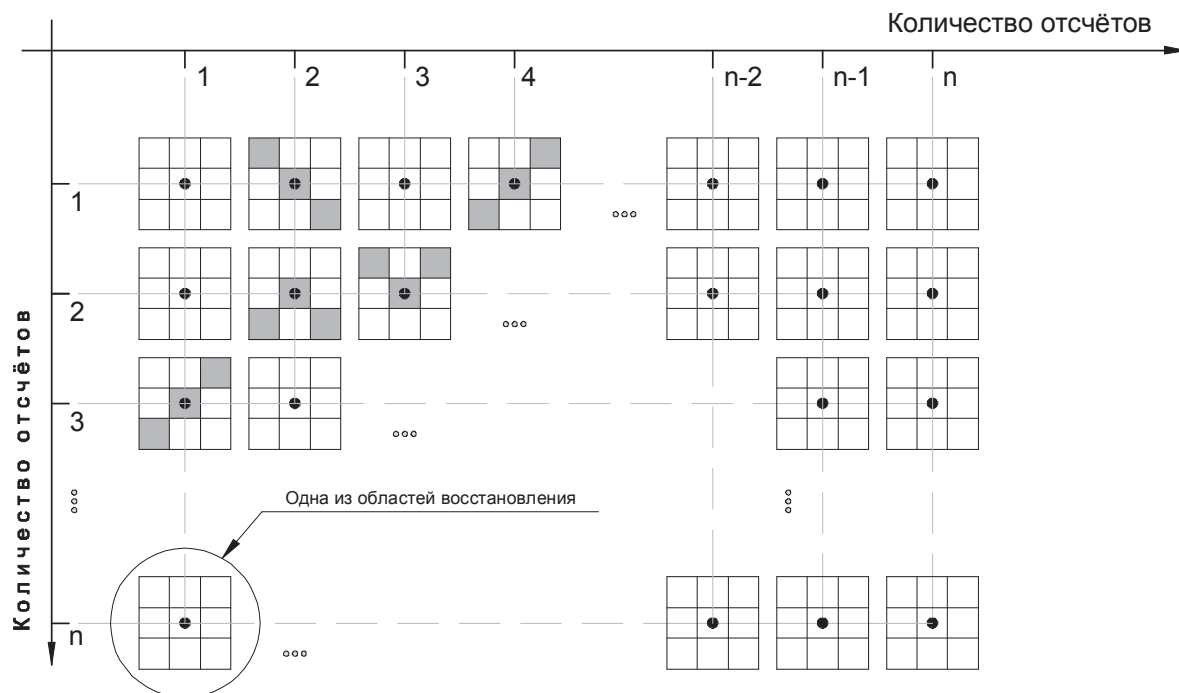 Количество отсчётов
1 2 3 4 n-2 n-1 n
1
2
3
n
Количество отсчётов
Одна из областей восстановления